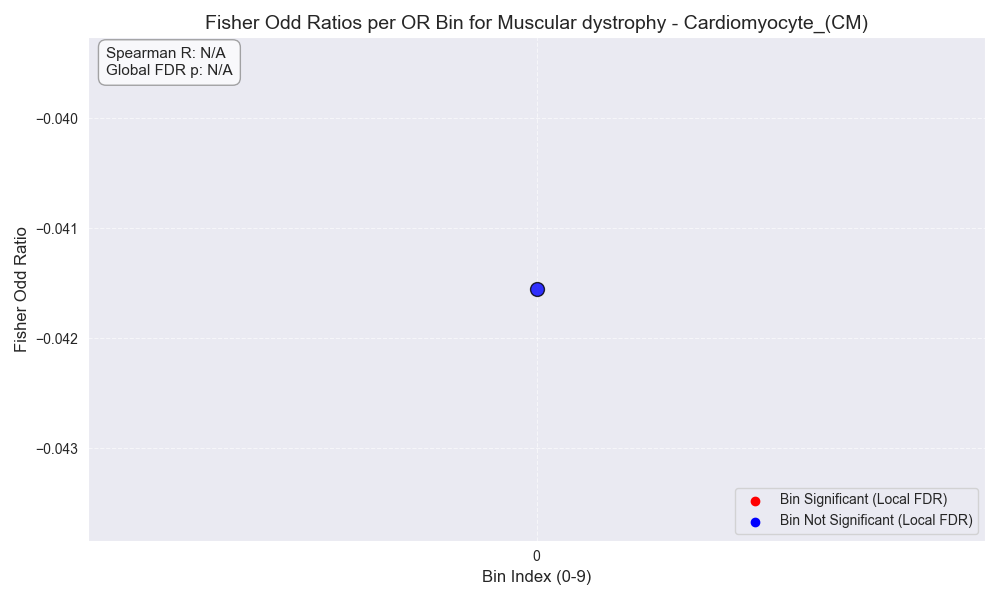 Fisher Odd Ratios per OR Bin for Muscular dystrophy - Cardiomyocyte_(CM)
Spearman R: N/A
Global FDR p: N/A
−0.040
−0.041
−0.042
−0.043
Fisher Odd Ratio
Bin Significant (Local FDR)
Bin Not Significant (Local FDR)
0
Bin Index (0-9)